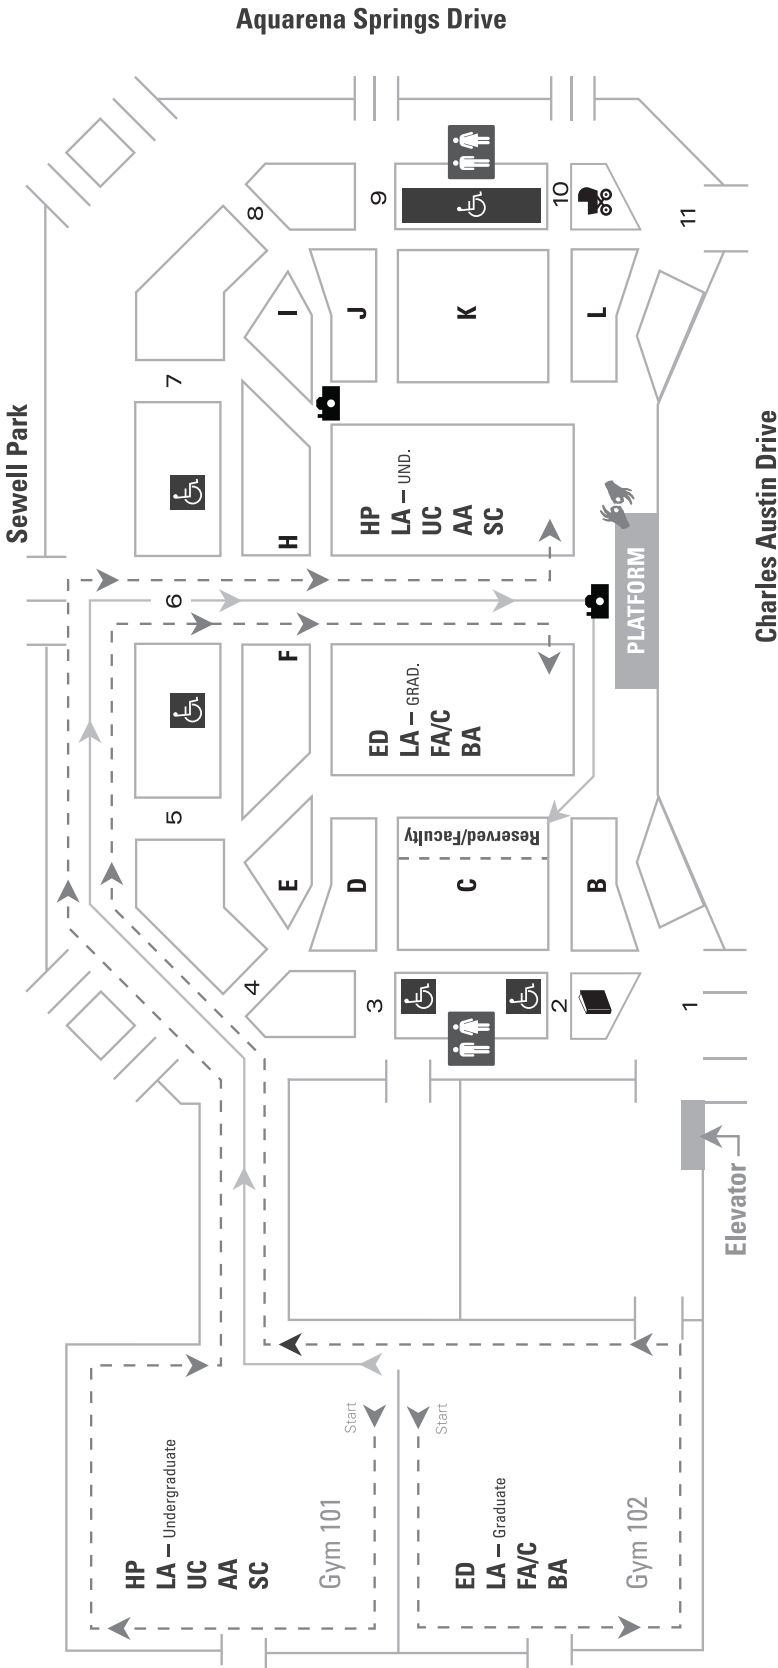 Aquarena Springs Drive
8
9
10
11
I
J
K
L
7
Sewell Park
Charles Austin Drive
H
HP
LA – UND.
UC
AA
SC
PLATFORM
6
F
ED
LA – GRAD.
FA/C
BA
5
Reserved/Faculty
E
D
C
B
4
3
2
1
Elevator
Start
Start
HP
LA – Undergraduate
UC
AA
SC
Gym 101
ED
LA – Graduate
FA/C
BA
Gym 102